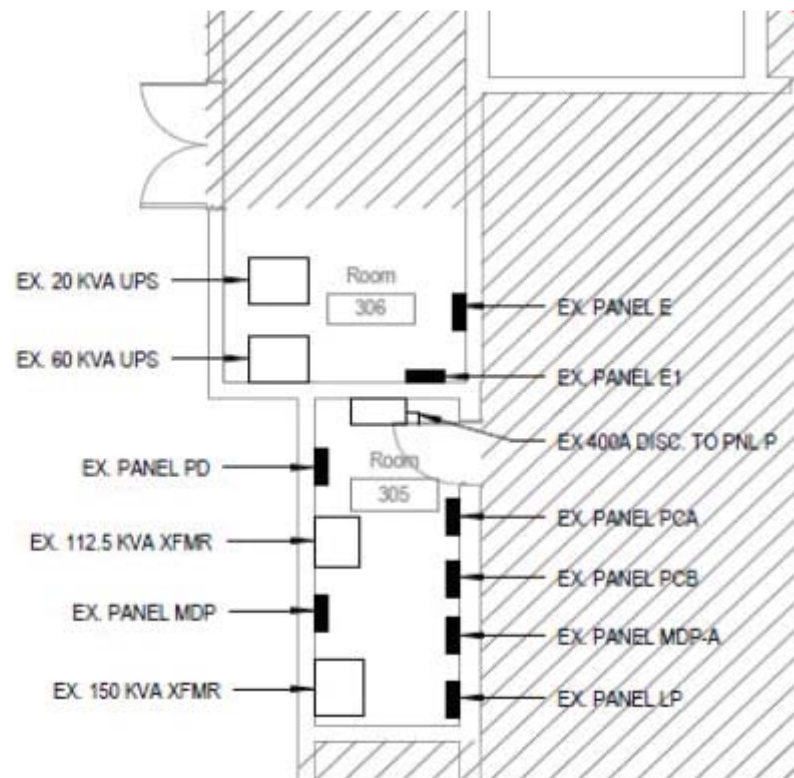 EX. 20 KVA UPS
Room
306
EX. PANEL E
EX. 60 KVA UPS
EX. PANEL E1
EX 400A DISC. TO PNL P
EX. PANEL PD
Room
305
EX. PANEL PCA
EX. 112.5 KVA XFMR
EX. PANEL PCB
EX. PANEL MDP
EX. PANEL MDP-A
EX. 150 KVA XFMR
EX. PANEL LP